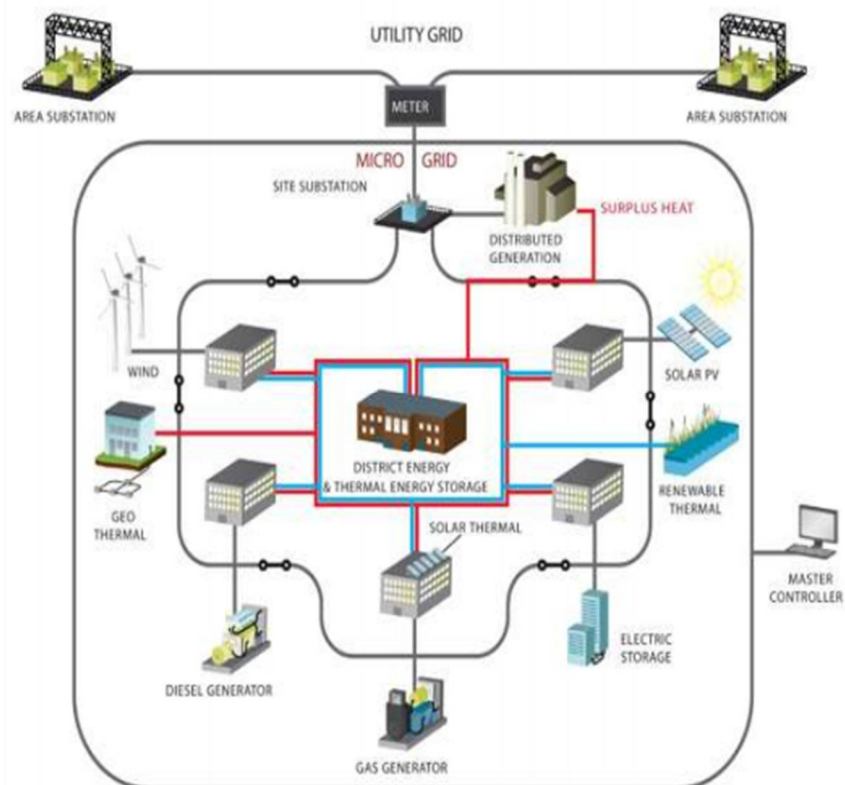 UTILITY GRID
AREA SUBSTATION
METER
AREA SUBSTATION
MICRO GRID
SITE SUBSTATION
SURPLUS HEAT
DISTRIBUTED
GENERATION
WIND
SOLAR PV
DISTRICT ENERGY
& THERMAL ENERGY STORAGE
GEO
THERMAL
RENEWABLE
THERMAL
SOLAR THERMAL
MASTER
CONTROLLER
ELECTRIC
STORAGE
DIESEL GENERATOR
GAS GENERATOR